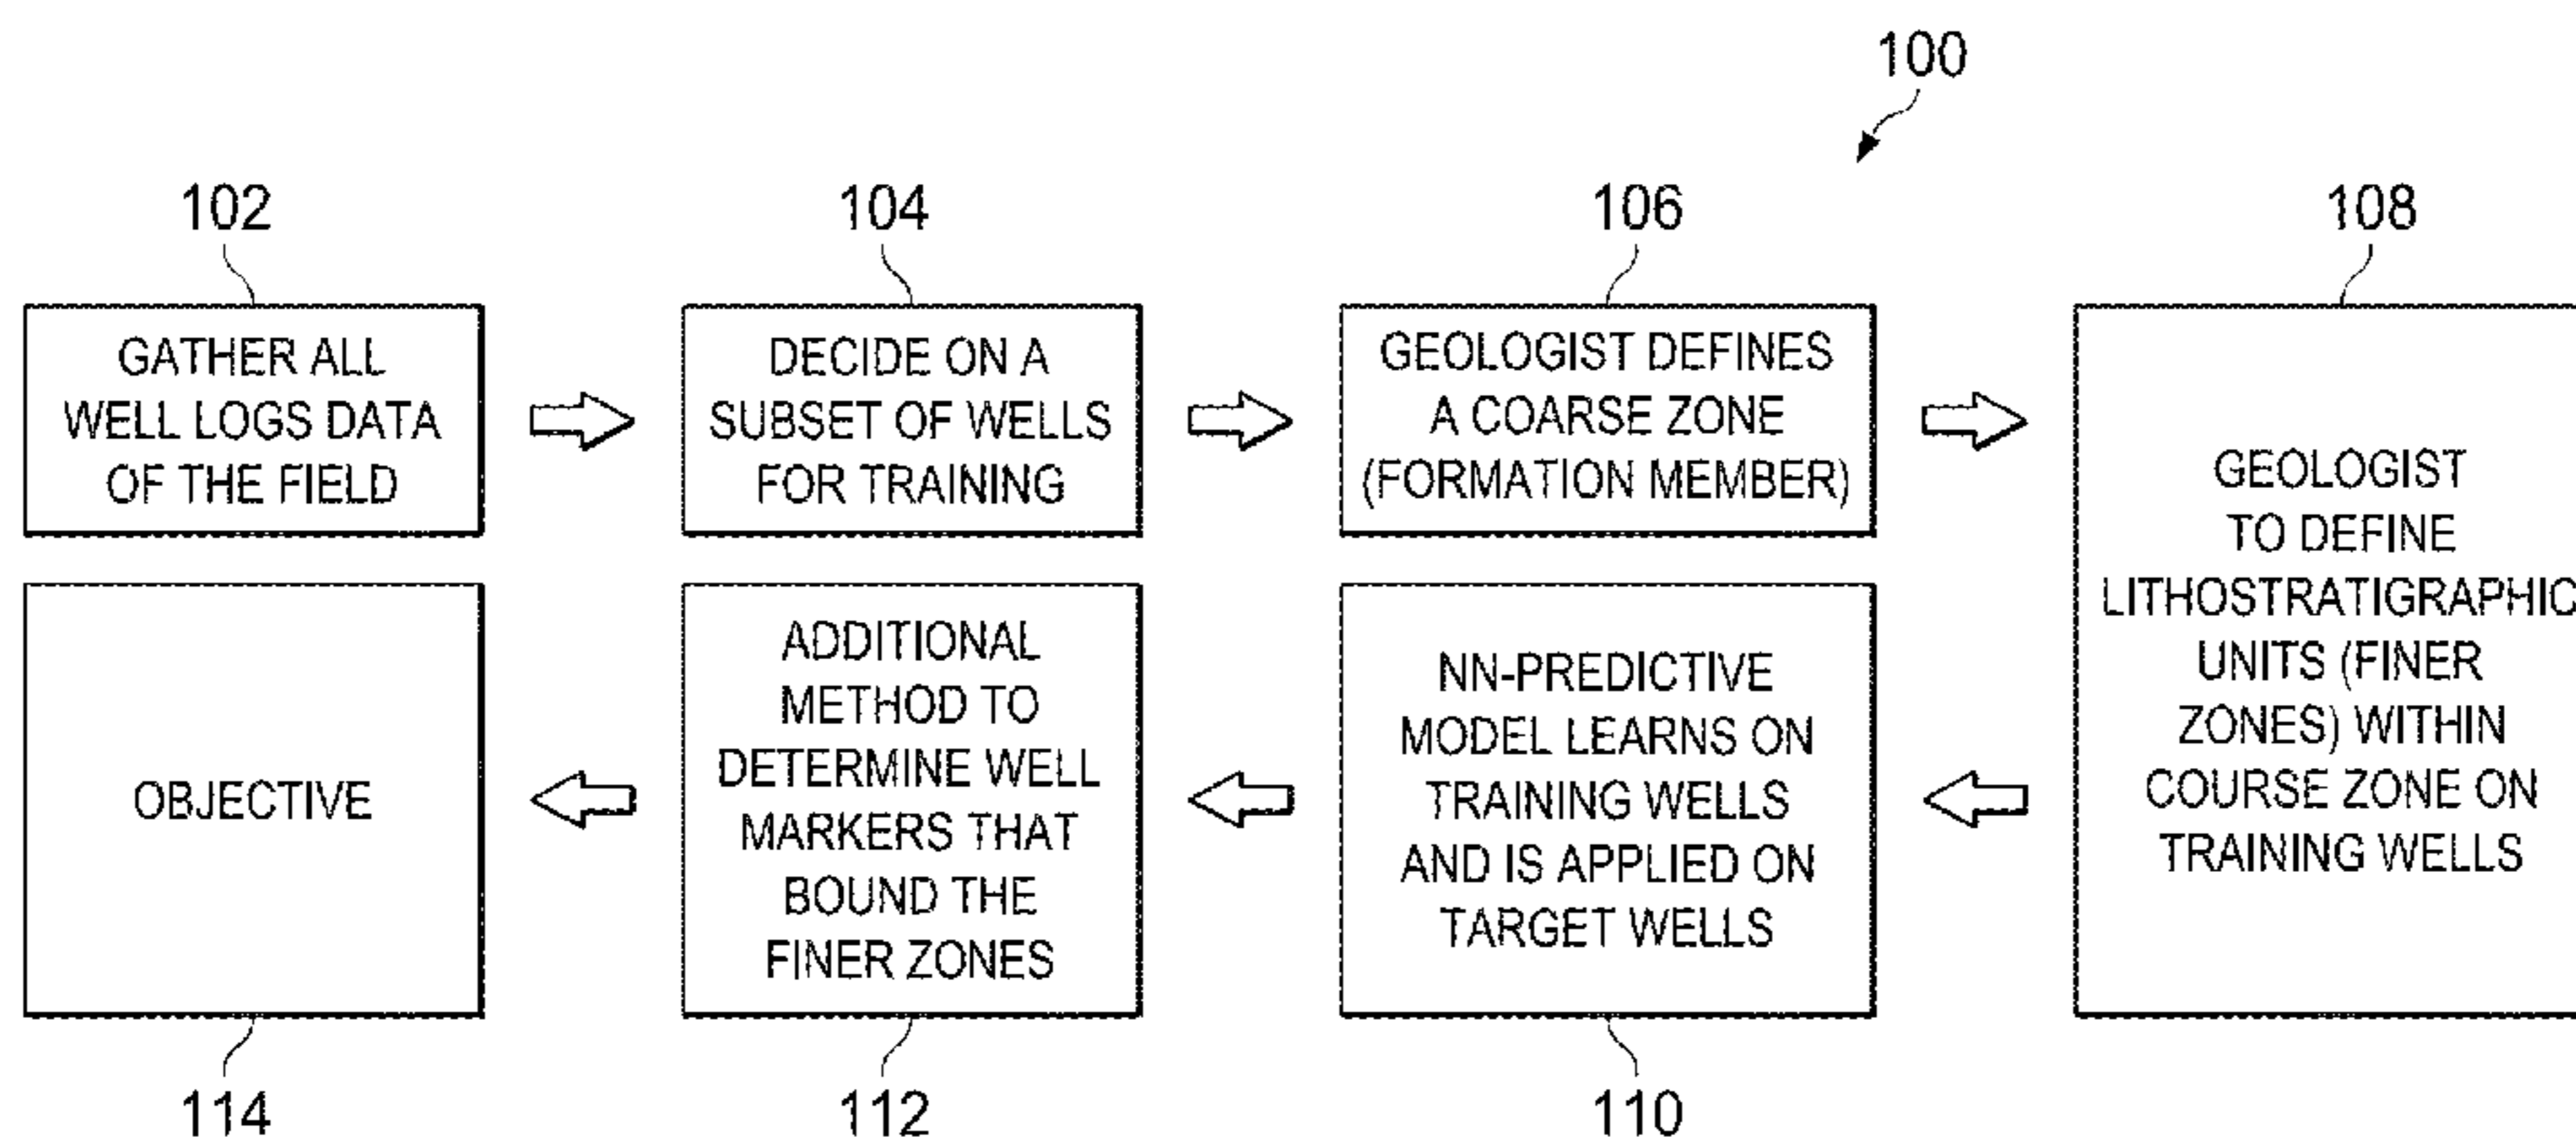 100
102
GATHER ALL
WELL LOGS DATA
OF THE FIELD
104
DECIDE ON A
SUBSET OF WELLS
FOR TRAINING
106
GEOLOGIST DEFINES
A COARSE ZONE
(FORMATION MEMBER)
108
GEOLOGIST
TO DEFINE
LITHOSTRATIGRAPHIC
UNITS (FINER
ZONES) WITHIN
COURSE ZONE ON
TRAINING WELLS
NN-PREDICTIVE
MODEL LEARNS ON
TRAINING WELLS
AND IS APPLIED ON
TARGET WELLS
110
ADDITIONAL
METHOD TO
DETERMINE WELL
MARKERS THAT
BOUND THE
FINER ZONES
112
OBJECTIVE
114